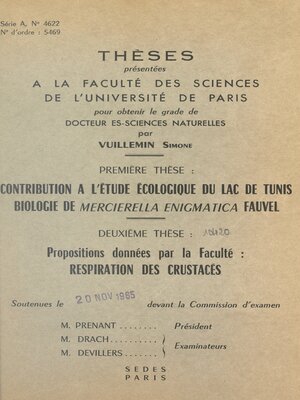 Série A, N° 4622
N° d'ordre : 5469
THÈSES
présentées
A LA FACULTÉ DES SCIENCES
DE L'UNIVERSITÉ DE PARIS
pour obtenir le grade de
DOCTEUR ES-SCIENCES NATURELLES
par
VUILLEMIN SIMONE
PREMIÈRE THÈSE :
CONTRIBUTION A L'ÉTUDE ÉCOLOGIQUE DU LAC DE TUNIS
BIOLOGIE DE MERCIERELLA ENIGMATICA FAUVEL
DEUXIÈME THÈSE :
Propositions données par la Faculté :
RESPIRATION DES CRUSTACÉS
Soutenues le 20 NOV 1965 devant la Commission d'examen
M. PRENANT ........ Président
M. DRACH ..........
M. DEVILLERS ...... Examinateurs
SEDES
PARIS